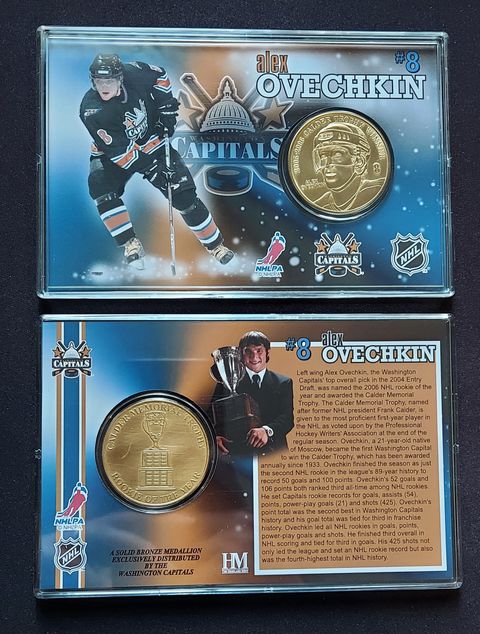 alex #8
OVECHKIN
CAPITALS
2005-2006 CALDER TROPHY WINNER
ALEX OVECHKIN
8
NHLPA
CAPITALS
NHL
CAPITALS
#8 alex
OVECHKIN
CALDER MEMORIAL TROPHY
ROOKIE OF THE YEAR
Left wing Alex Ovechkin, the Washington
Capitals' top overall pick in the 2004 Entry
Draft, was named the 2006 NHL rookie of the
year and awarded the Calder Memorial
Trophy. The Calder Memorial Trophy, named
after former NHL president Frank Calder, is
given to the most proficient first-year player in
the NHL as voted upon by the Professional
Hockey Writers' Association at the end of the
regular season. Ovechkin, a 21-year-old native
of Moscow, became the first Washington Capital
to win the Calder Trophy, which has been awarded
annually since 1933. Ovechkin finished the season as just
the second NHL rookie in the league's 89-year history to
record 50 goals and 100 points. Ovechkin's 52 goals and
106 points both ranked third all-time among NHL rookies.
He set Capitals rookie records for goals, assists (54),
points, power-play goals (21) and shots (425). Ovechkin's
point total was the second best in Washington Capitals
history and his goal total was tied for third in franchise
history. Ovechkin led all NHL rookies in goals, points,
power-play goals and shots. He finished third overall in
NHL scoring and tied for third in goals. His 425 shots not
only led the league and set an NHL rookie record but also
was the fourth-highest total in NHL history.
NHLPA
NHL
A SOLID BRONZE MEDALLION
EXCLUSIVELY DISTRIBUTED
BY THE
WASHINGTON CAPITALS
HM